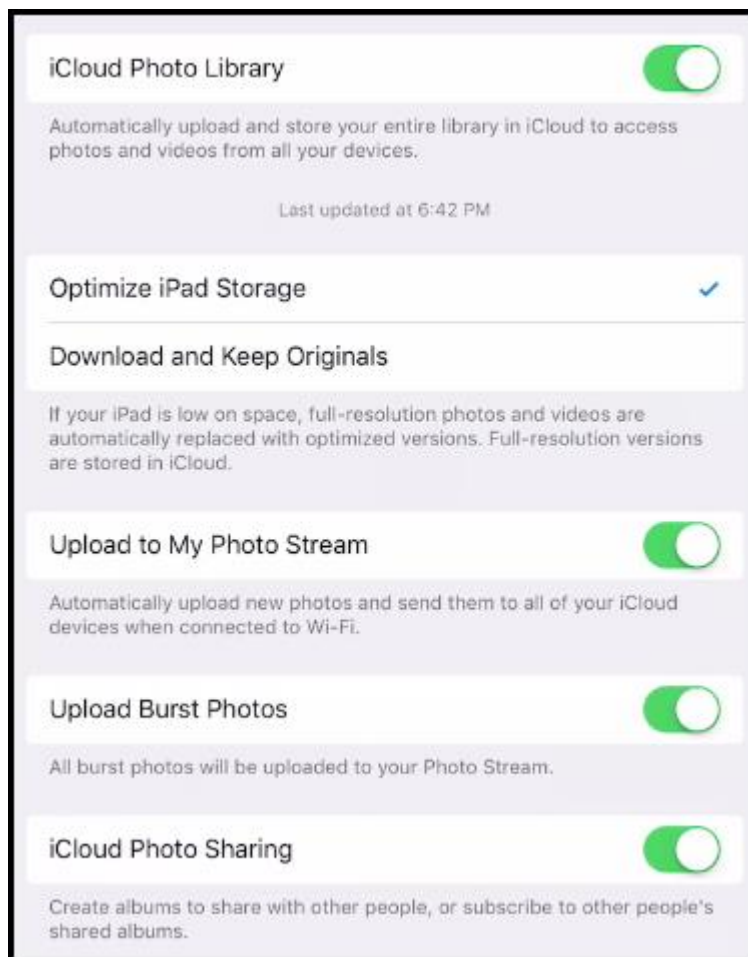 iCloud Photo Library
Automatically upload and store your entire library in iCloud to access
photos and videos from all your devices.
Last updated at 6:42 PM
Optimize iPad Storage
Download and Keep Originals
If your iPad is low on space, full-resolution photos and videos are
automatically replaced with optimized versions. Full-resolution versions
are stored in iCloud.
Upload to My Photo Stream
Automatically upload new photos and send them to all of your iCloud
devices when connected to Wi-Fi.
Upload Burst Photos
All burst photos will be uploaded to your Photo Stream.
iCloud Photo Sharing
Create albums to share with other people, or subscribe to other people's
shared albums.